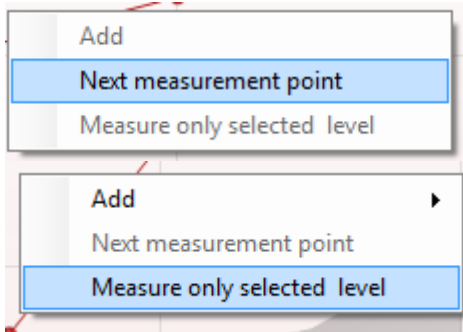 Add
Next measurement point
Measure only selected  level
Add
Next measurement point
Measure only selected  level